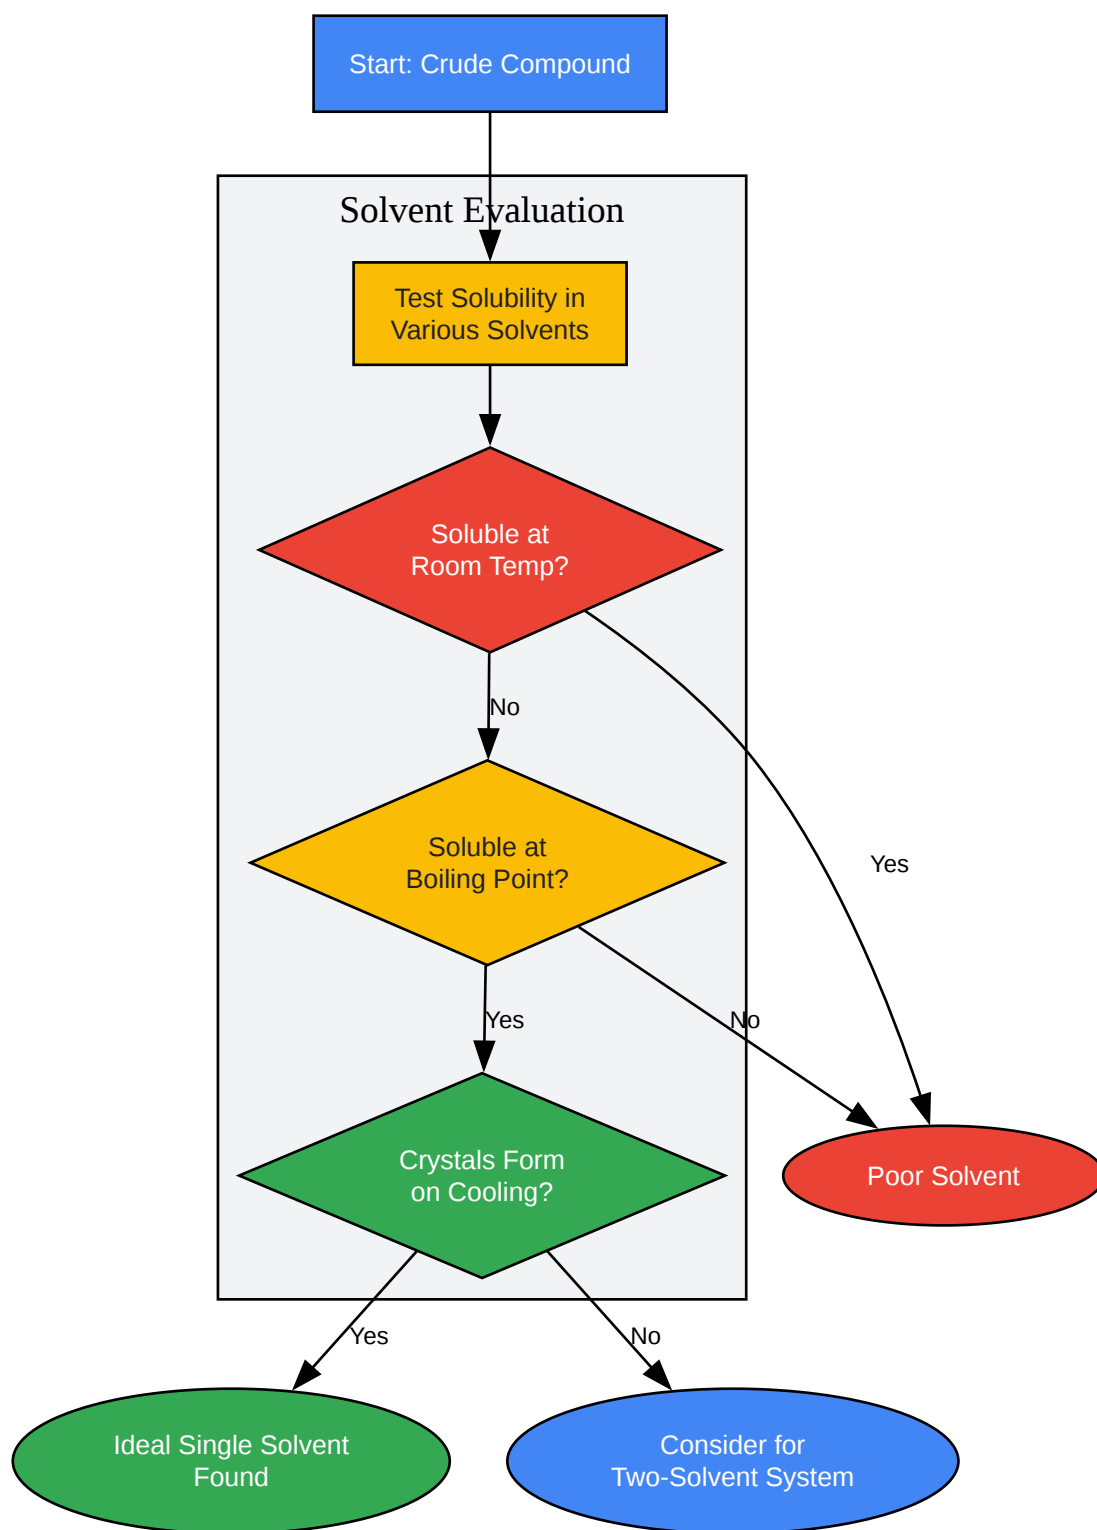 Start: Crude Compound
Solvent Evaluation
Test Solubility in
Various Solvents
Soluble at
Room Temp?
No
Soluble at
Boiling Point?
Yes
No
Yes
Crystals Form
on Cooling?
Poor Solvent
Yes
No
Ideal Single Solvent
Found
Consider for
Two-Solvent System